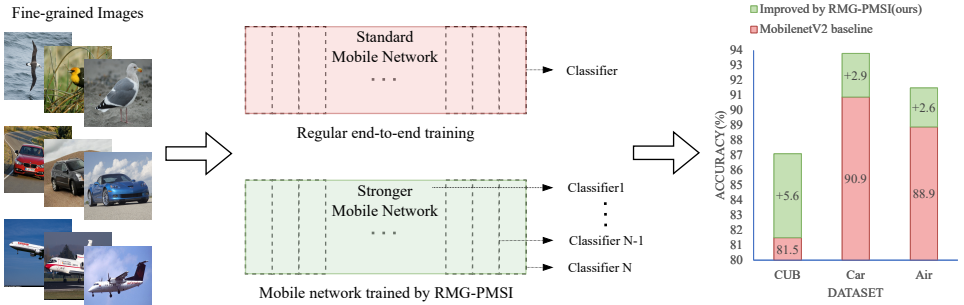 Fine-grained Images
Standard
Mobile Network
. . .
Classifier
Regular end-to-end training
Stronger
Mobile Network
. . .
Classifier1
Classifier N-1
Classifier N
Mobile network trained by RMG-PMSI
Improved by RMG-PMSI(ours)
MobilenetV2 baseline
ACCURACY(%)
94
93
92
91
90
89
88
87
86
85
84
83
82
81
80
+5.6
81.5
+2.9
90.9
+2.6
88.9
CUB Car Air
DATASET